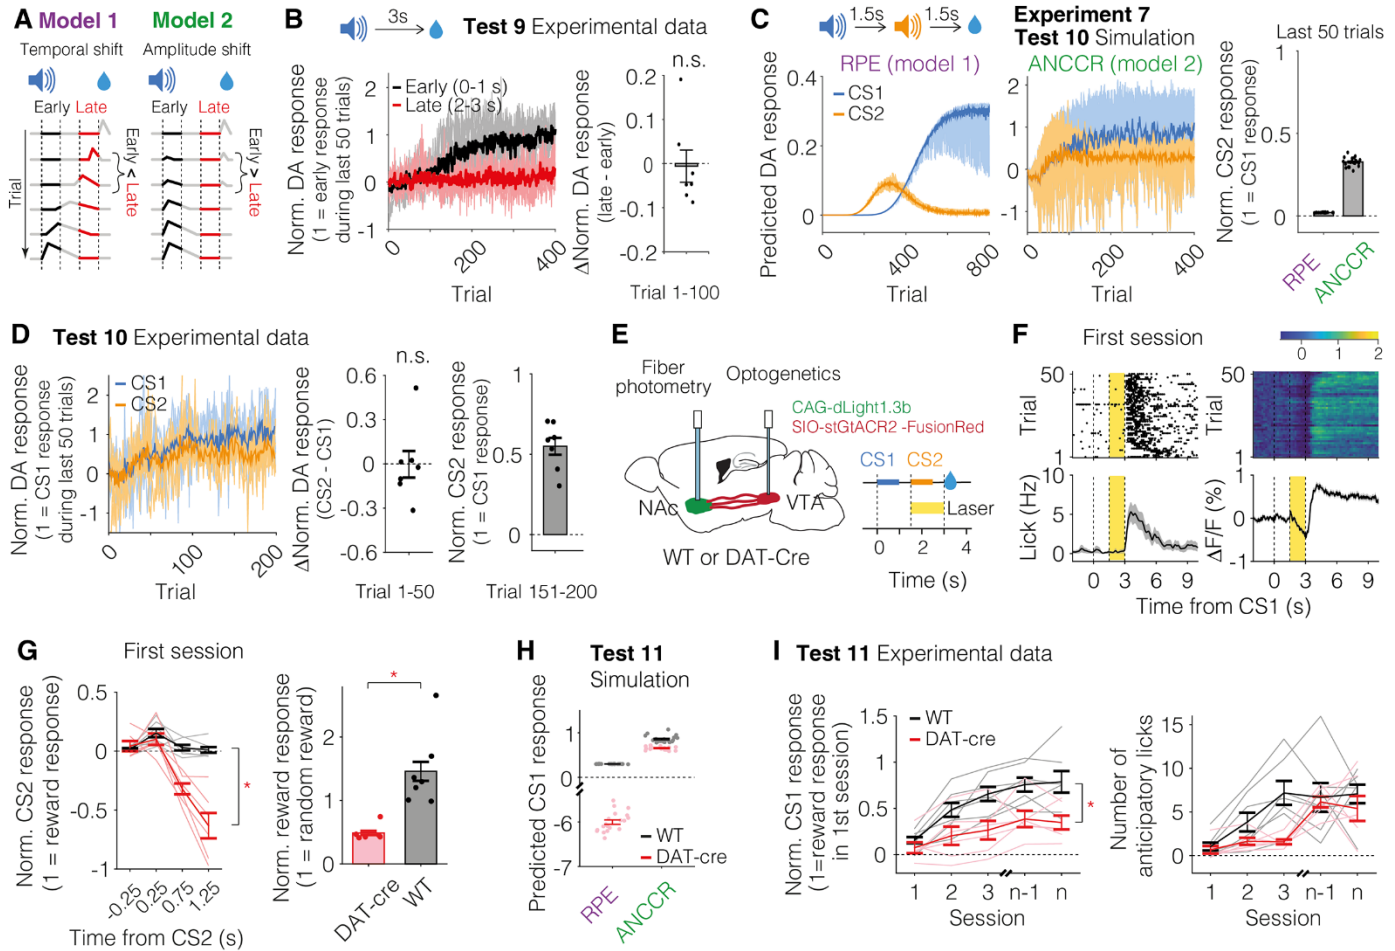 A Model 1 Model 2
Temporal shift Amplitude shift
Early Late Early Late
Trial
Early < Late
Early > Late
B 3s Test 9 Experimental data
Norm. DA response
(1 = early response
during last 50 trials)
Early (0-1 s)
Late (2-3 s)
2
1
0
-1
0 200 400
Trial
n.s.
ΔNorm. DA response
(late - early)
0.2
0.1
0
-0.1
0.2
Trial 1-100
C 1.5s 1.5s Experiment 7
Test 10 Simulation
RPE (model 1) ANCCR (model 2)
Predicted DA response
CS1
CS2
0.4
0.2
0
0 400 800
Trial
2
1
0
-1
0 200 400
Trial
Last 50 trials
Norm. CS2 response
(1 = CS1 response)
1
0.5
0
RPE ANCCR
D Test 10 Experimental data
Norm. DA response
(1 = CS1 response
during last 50 trials)
CS1
CS2
2
1
0
-1
0 100 200
Trial
n.s.
ΔNorm. DA response
(CS2 - CS1)
0.6
0.3
0
-0.3
-0.6
Trial 1-50
Norm. CS2 response
(1 = CS1 response)
1
0.5
0
Trial 151-200
E
Fiber
photometry
Optogenetics
CAG-dLight1.3b
SIO-stGtACR2 -FusionRed
NAc VTA
WT or DAT-Cre
CS1 CS2
Laser
0 2 4
Time (s)
F First session
0 1 2
50
Trial
1
50
Trial
1
Lick (Hz)
10
5
0
0 3 6 9
ΔF/F (%)
1
0
-1
0 3 6 9
Time from CS1 (s)
G First session
Norm. CS2 response
(1 = reward response)
0.5
0
-0.5
-1
*
-0.25 0.25 0.75 1.25
Time from CS2 (s)
Norm. reward response
(1 = random reward)
*
2
1
0
DAT-cre WT
H Test 11
Simulation
Predicted CS1 response
1
0
-6
-7
WT
DAT-cre
RPE ANCCR
I Test 11 Experimental data
Norm. CS1 response
(1=reward response
in 1st session)
WT
DAT-cre
1.5
1
0.5
0
*
1 2 3 n-1 n
Session
Number of
anticipatory licks
15
10
5
0
1 2 3 n-1 n
Session